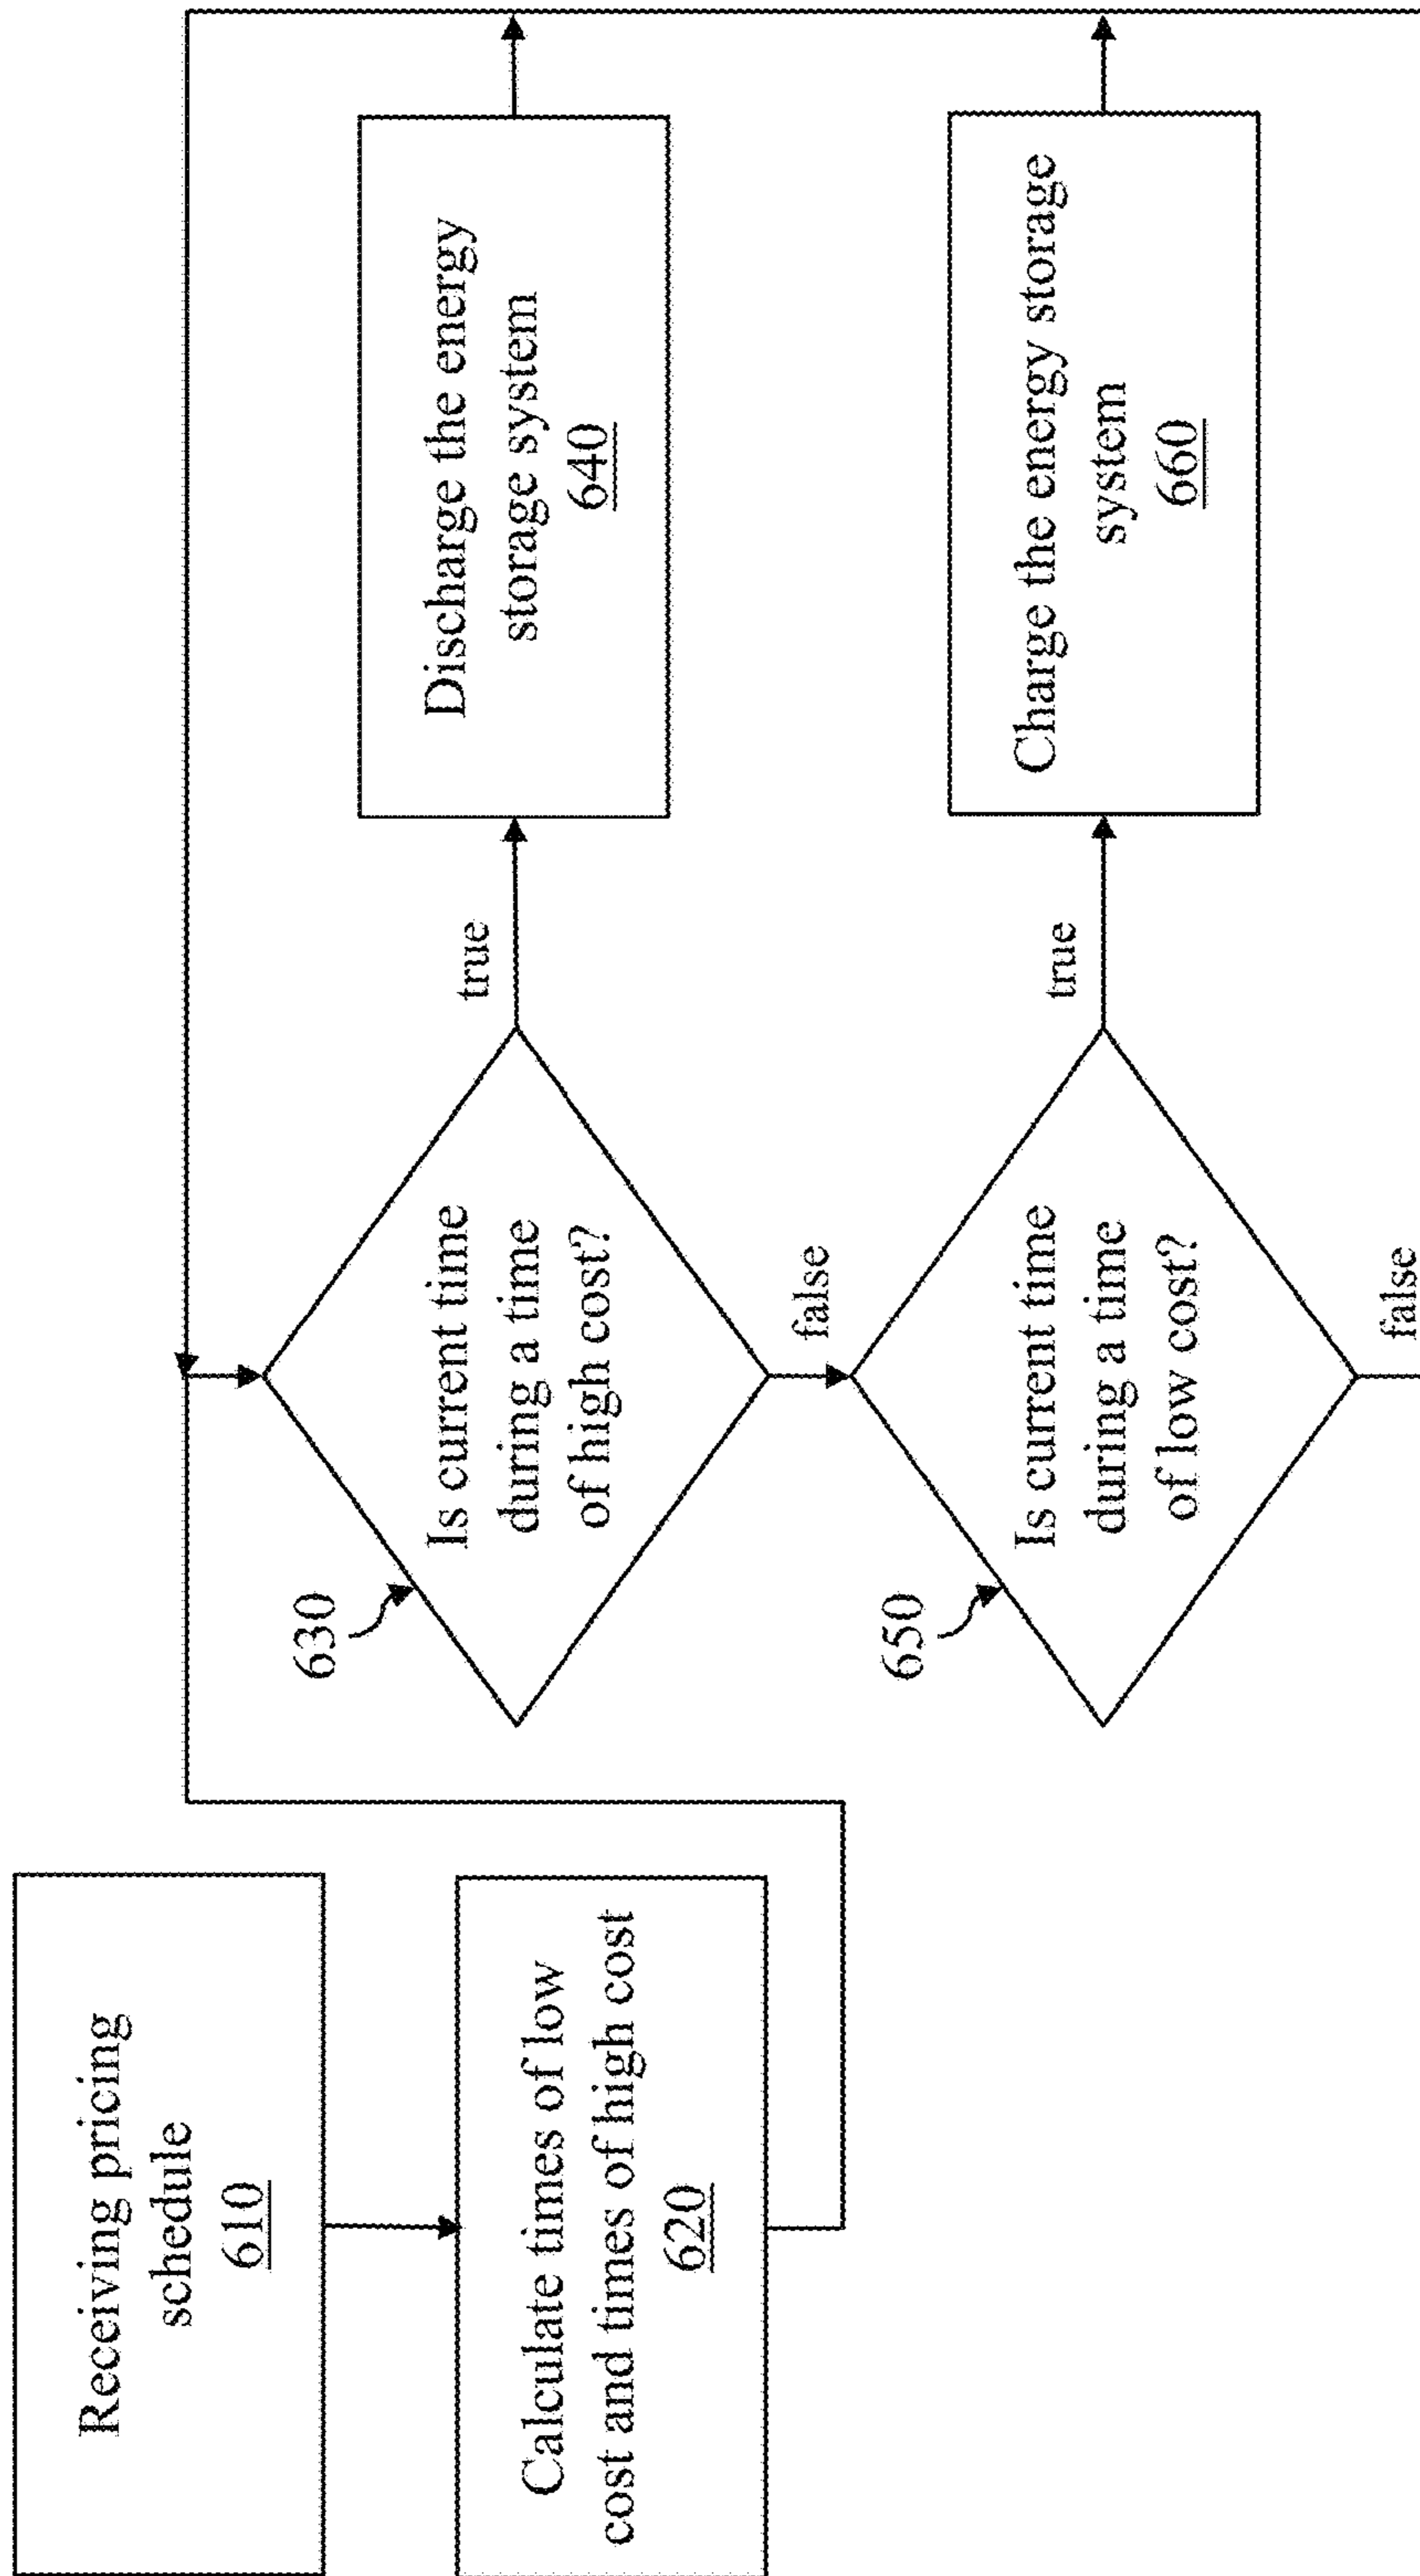 Receiving pricing
schedule
610
Calculate times of low
cost and times of high cost
620
630
Is current time
during a time
of high cost?
true
false
Discharge the energy
storage system
640
650
Is current time
during a time
of low cost?
true
false
Charge the energy storage
system
660